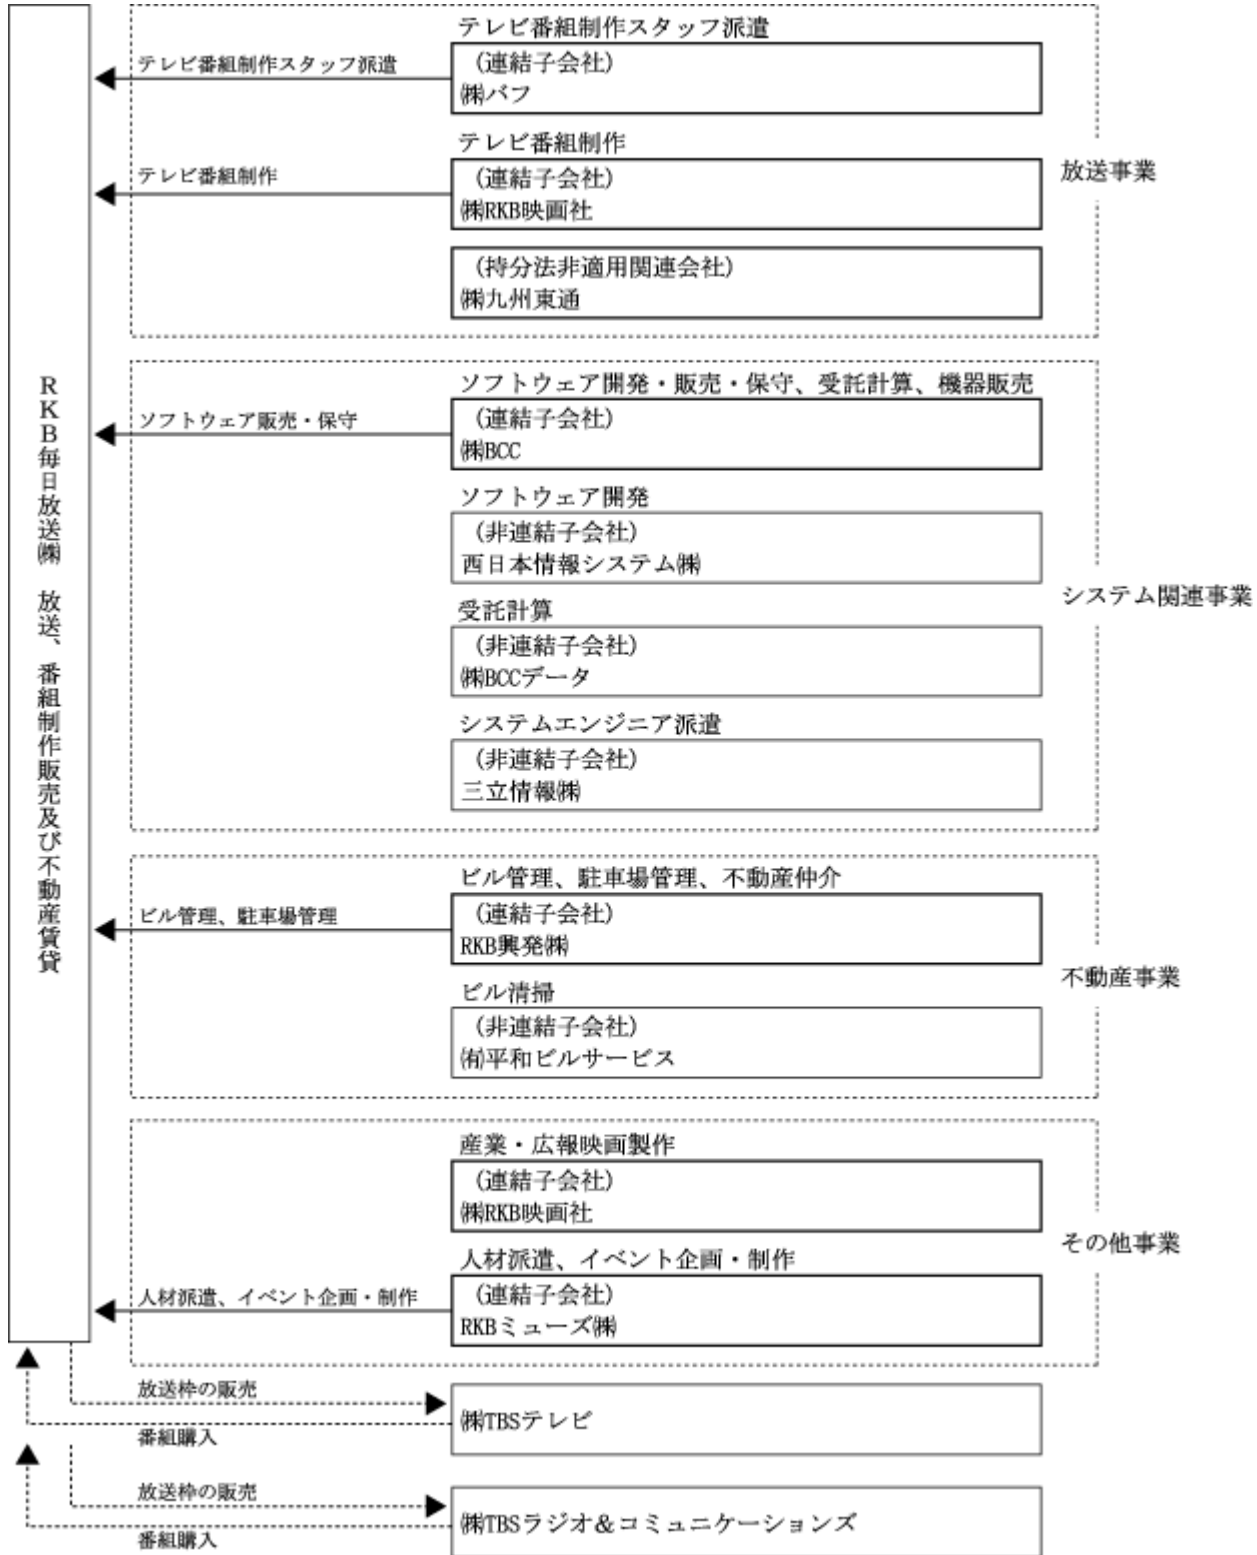 RKB毎日放送㈱ 放送、番組制作販売及び不動産賃貸
テレビ番組制作スタッフ派遣
テレビ番組制作スタッフ派遣
(連結子会社)
㈱パフ
テレビ番組制作
テレビ番組制作
(連結子会社)
㈱RKB映画社
(持分法非適用関連会社)
㈱九州東通
放送事業
ソフトウェア開発・販売・保守、受託計算、機器販売
ソフトウェア販売・保守
(連結子会社)
㈱BCC
ソフトウェア開発
(非連結子会社)
西日本情報システム㈱
受託計算
(非連結子会社)
㈱BCCデータ
システムエンジニア派遣
(非連結子会社)
三立情報㈱
システム関連事業
ビル管理、駐車場管理、不動産仲介
ビル管理、駐車場管理
(連結子会社)
RKB興発㈱
ビル清掃
(非連結子会社)
㈲平和ビルサービス
不動産事業
産業・広報映画製作
(連結子会社)
㈱RKB映画社
人材派遣、イベント企画・制作
人材派遣、イベント企画・制作
(連結子会社)
RKBミューズ㈱
その他事業
放送枠の販売
㈱TBSテレビ
番組購入
放送枠の販売
㈱TBSラジオ&コミュニケーションズ
番組購入